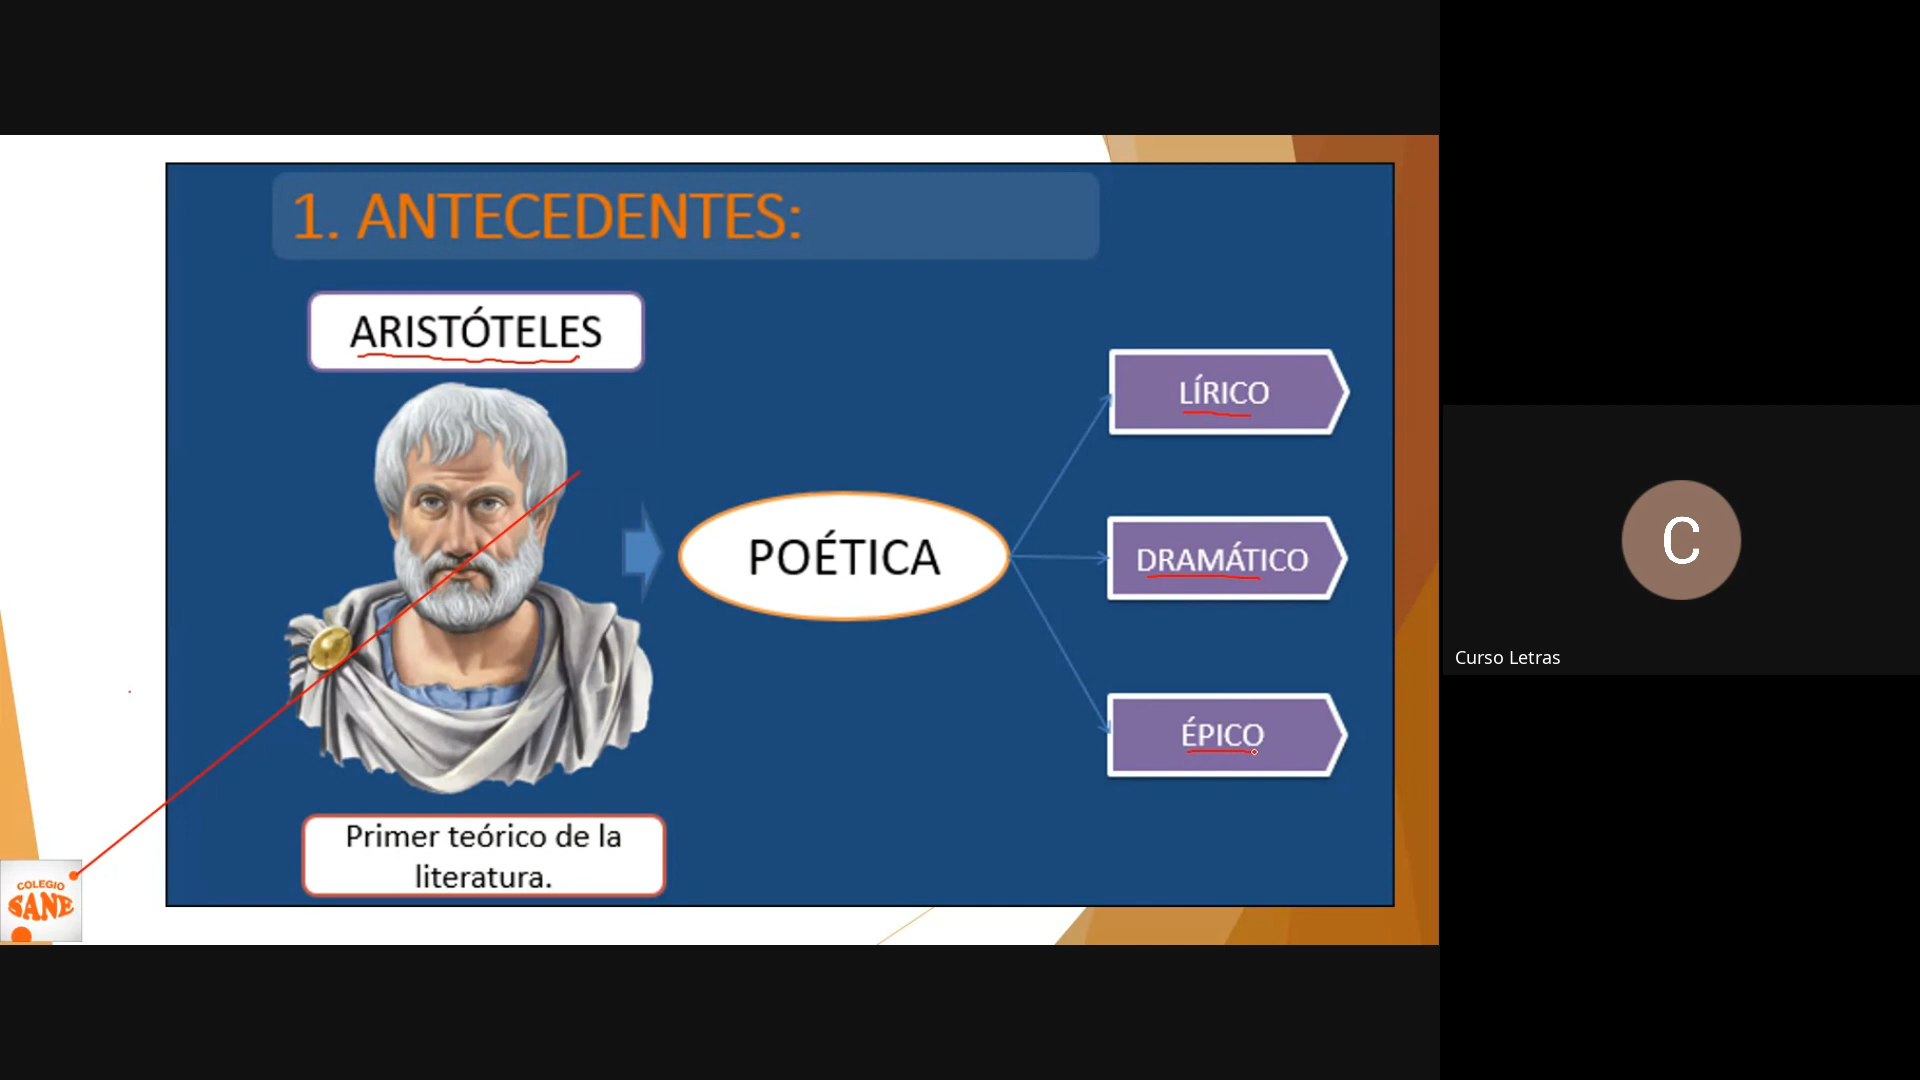 1. ANTECEDENTES:
ARISTÓTELES
LÍRICO
DRAMÁTICO
POÉTICA
ÉPICO
Primer teórico de la
literatura.
COLEGIO
SANE
C
Curso Letras